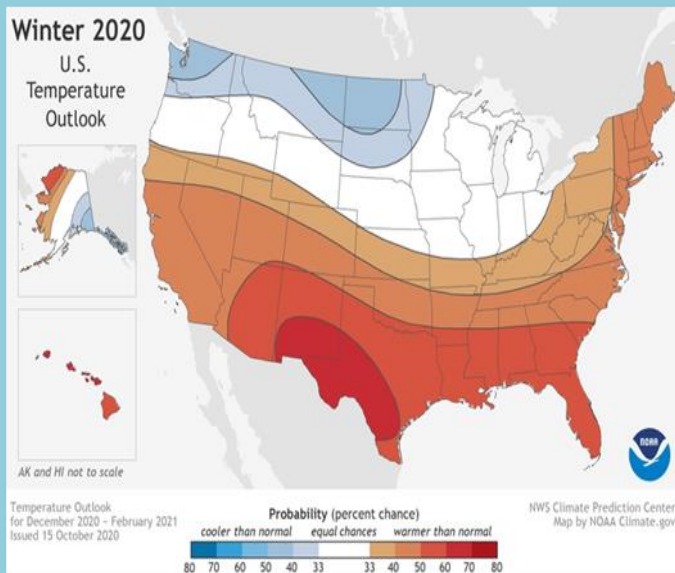 Winter 2020
U.S.
Temperature
Outlook
AK and HI not to scale
NOAA
Temperature Outlook
for December 2020 – February 2021
Issued 15 October 2020
Probability (percent chance)
cooler than normal equal chances warmer than normal
80 70 60 50 40 33 33 40 50 60 70 80
NWS Climate Prediction Center
Map by NOAA Climate.gov